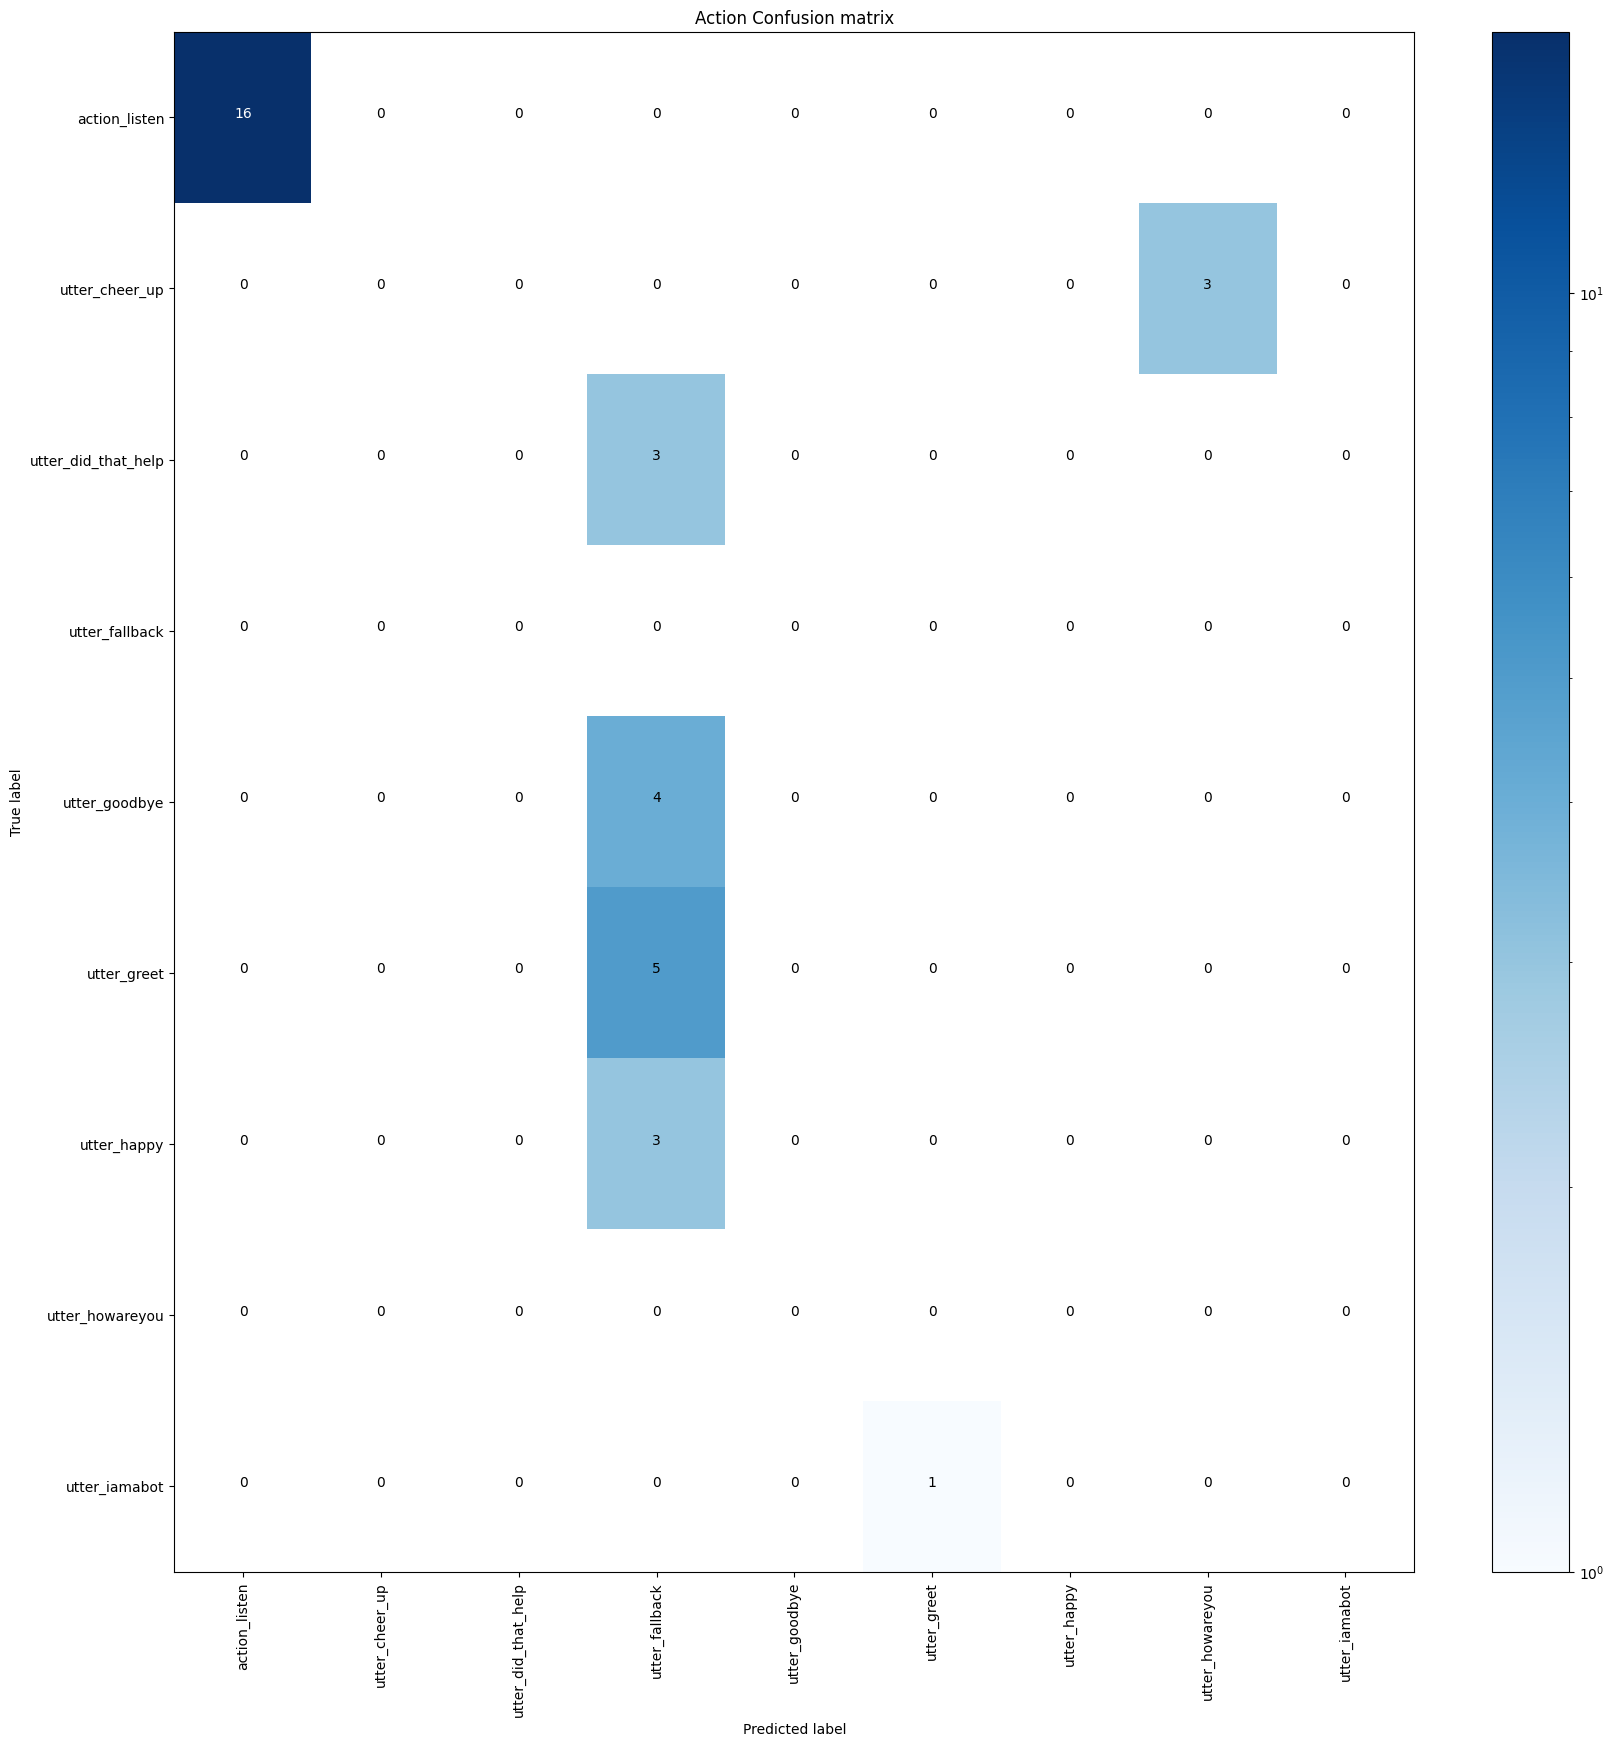 Action Confusion matrix
action_listen 16 0 0 0 0 0 0 0 0
utter_cheer_up 0 0 0 0 0 0 0 3 0
utter_did_that_help 0 0 0 3 0 0 0 0 0
utter_fallback 0 0 0 0 0 0 0 0 0
utter_goodbye 0 0 0 4 0 0 0 0 0
utter_greet 0 0 0 5 0 0 0 0 0
utter_happy 0 0 0 3 0 0 0 0 0
utter_howareyou 0 0 0 0 0 0 0 0 0
utter_iamabot 0 0 0 0 0 1 0 0 0
True label
action_listen
utter_cheer_up
utter_did_that_help
utter_fallback
utter_goodbye
utter_greet
utter_happy
utter_howareyou
utter_iamabot
Predicted label
10¹
10⁰